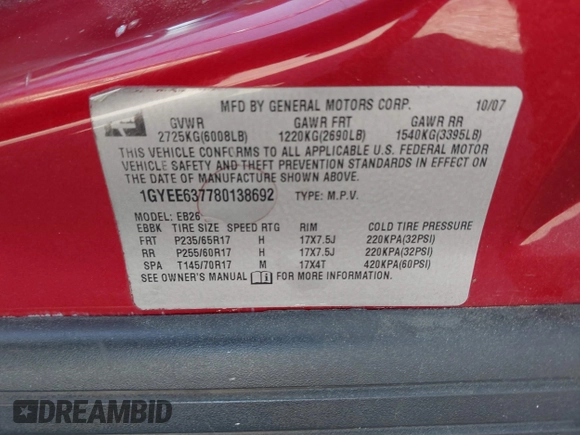 MFD BY GENERAL MOTORS CORP. 10/07
GVWR GAWR FRT GAWR RR
2725KG(6008LB) 1220KG(2690LB) 1540KG(3395LB)
THIS VEHICLE CONFORMS TO ALL APPLICABLE U.S. FEDERAL MOTOR
VEHICLE SAFETY AND THEFT PREVENTION STANDARDS IN EFFECT ON
THE DATE OF MANUFACTURE SHOWN ABOVE.
1GYEE637780138692 TYPE: M.P.V.
MODEL: EB26
EBBK TIRE SIZE SPEED RTG RIM COLD TIRE PRESSURE
FRT P235/65R17 H 17X7.5J 220KPA(32PSI)
RR P255/60R17 H 17X7.5J 220KPA(32PSI)
SPA T145/70R17 M 17X4T 420KPA(60PSI)
SEE OWNER'S MANUAL FOR MORE INFORMATION.
DREAMBID